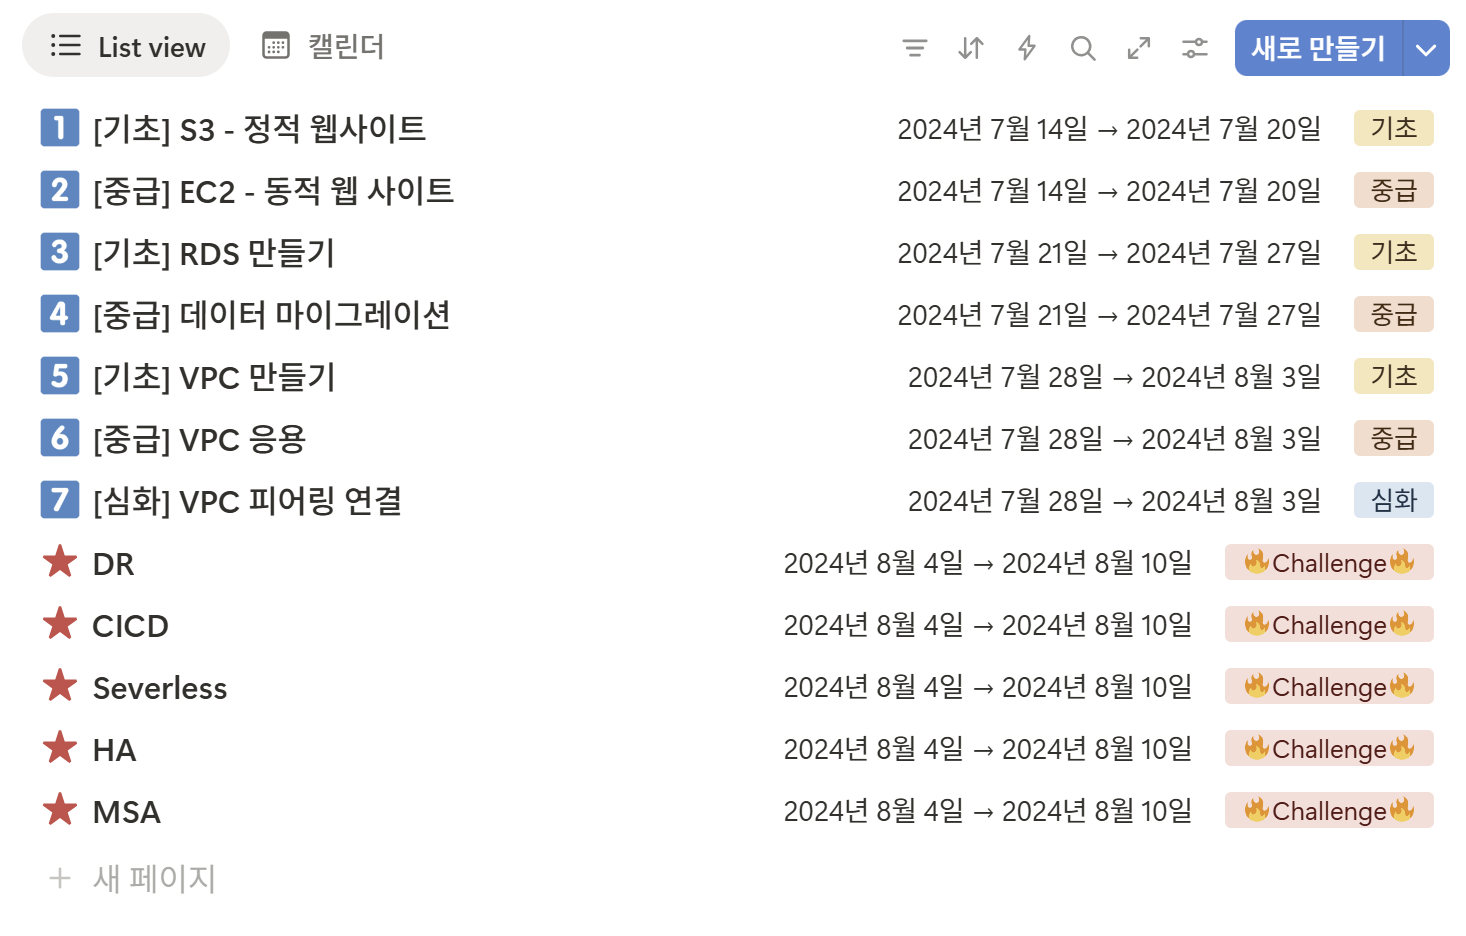 List view 캘린더 새로 만들기
1 [기초] S3 - 정적 웹사이트 2024년 7월 14일 → 2024년 7월 20일 기초
2 [중급] EC2 - 동적 웹 사이트 2024년 7월 14일 → 2024년 7월 20일 중급
3 [기초] RDS 만들기 2024년 7월 21일 → 2024년 7월 27일 기초
4 [중급] 데이터 마이그레이션 2024년 7월 21일 → 2024년 7월 27일 중급
5 [기초] VPC 만들기 2024년 7월 28일 → 2024년 8월 3일 기초
6 [중급] VPC 응용 2024년 7월 28일 → 2024년 8월 3일 중급
7 [심화] VPC 피어링 연결 2024년 7월 28일 → 2024년 8월 3일 심화
DR 2024년 8월 4일 → 2024년 8월 10일 🔥Challenge🔥
CICD 2024년 8월 4일 → 2024년 8월 10일 🔥Challenge🔥
Severless 2024년 8월 4일 → 2024년 8월 10일 🔥Challenge🔥
HA 2024년 8월 4일 → 2024년 8월 10일 🔥Challenge🔥
MSA 2024년 8월 4일 → 2024년 8월 10일 🔥Challenge🔥
+ 새 페이지